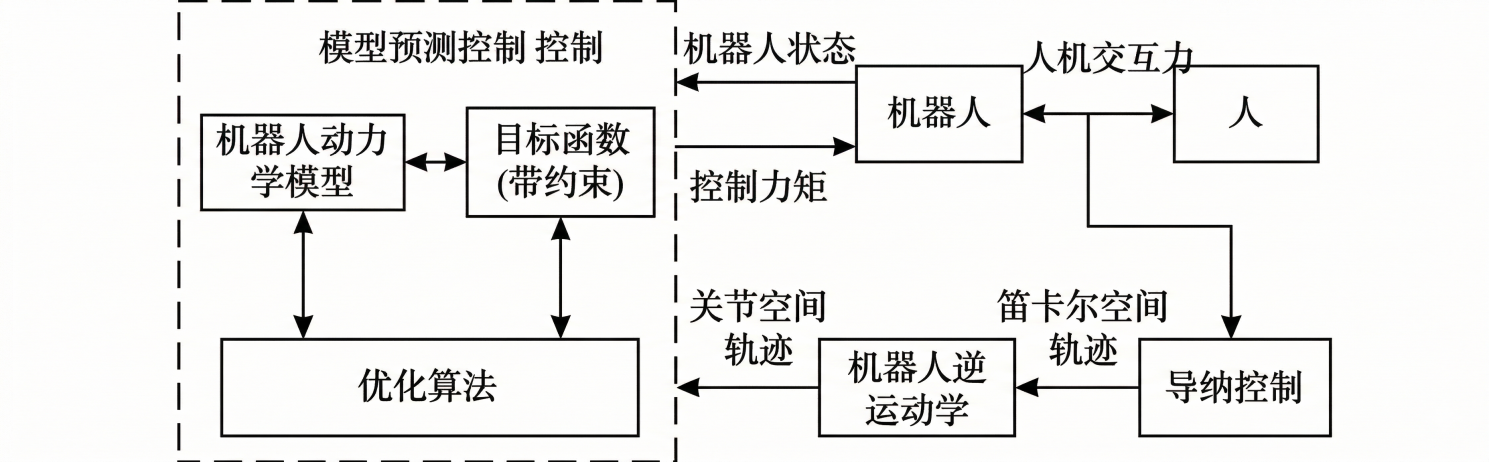 模型预测控制 控制
机器人动力
学模型
目标函数
(带约束)
优化算法
机器人状态
控制力矩
机器人
人机交互力
人
关节空间
轨迹
机器人逆
运动学
笛卡尔空间
轨迹
导纳控制